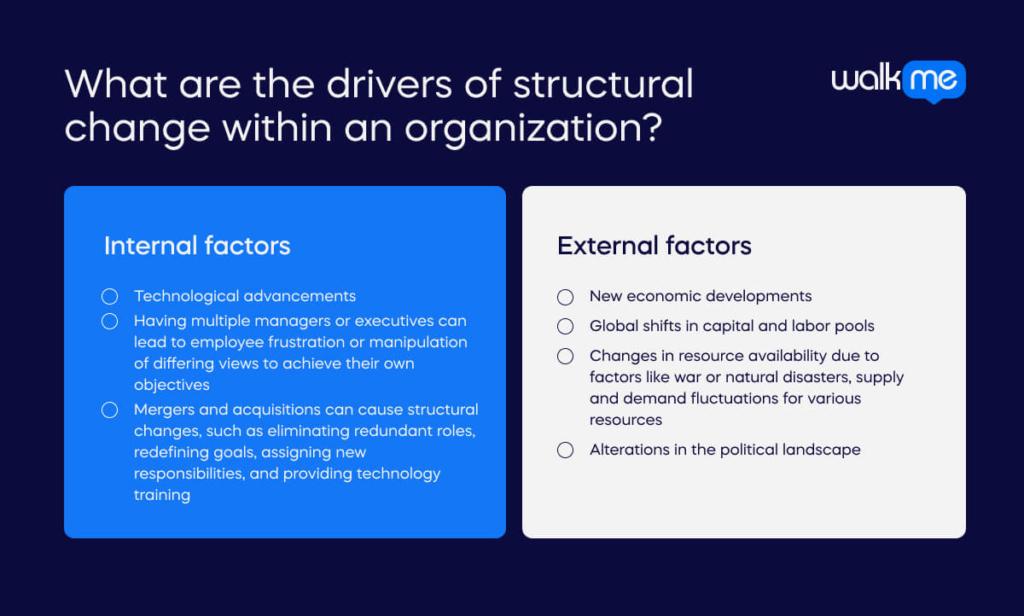 What are the drivers of structural
change within an organization?
walkme
Internal factors
Technological advancements
Having multiple managers or executives can
lead to employee frustration or manipulation
of differing views to achieve their own
objectives
Mergers and acquisitions can cause structural
changes, such as eliminating redundant roles,
redefining goals, assigning new
responsibilities, and providing technology
training
External factors
New economic developments
Global shifts in capital and labor pools
Changes in resource availability due to
factors like war or natural disasters, supply
and demand fluctuations for various
resources
Alterations in the political landscape